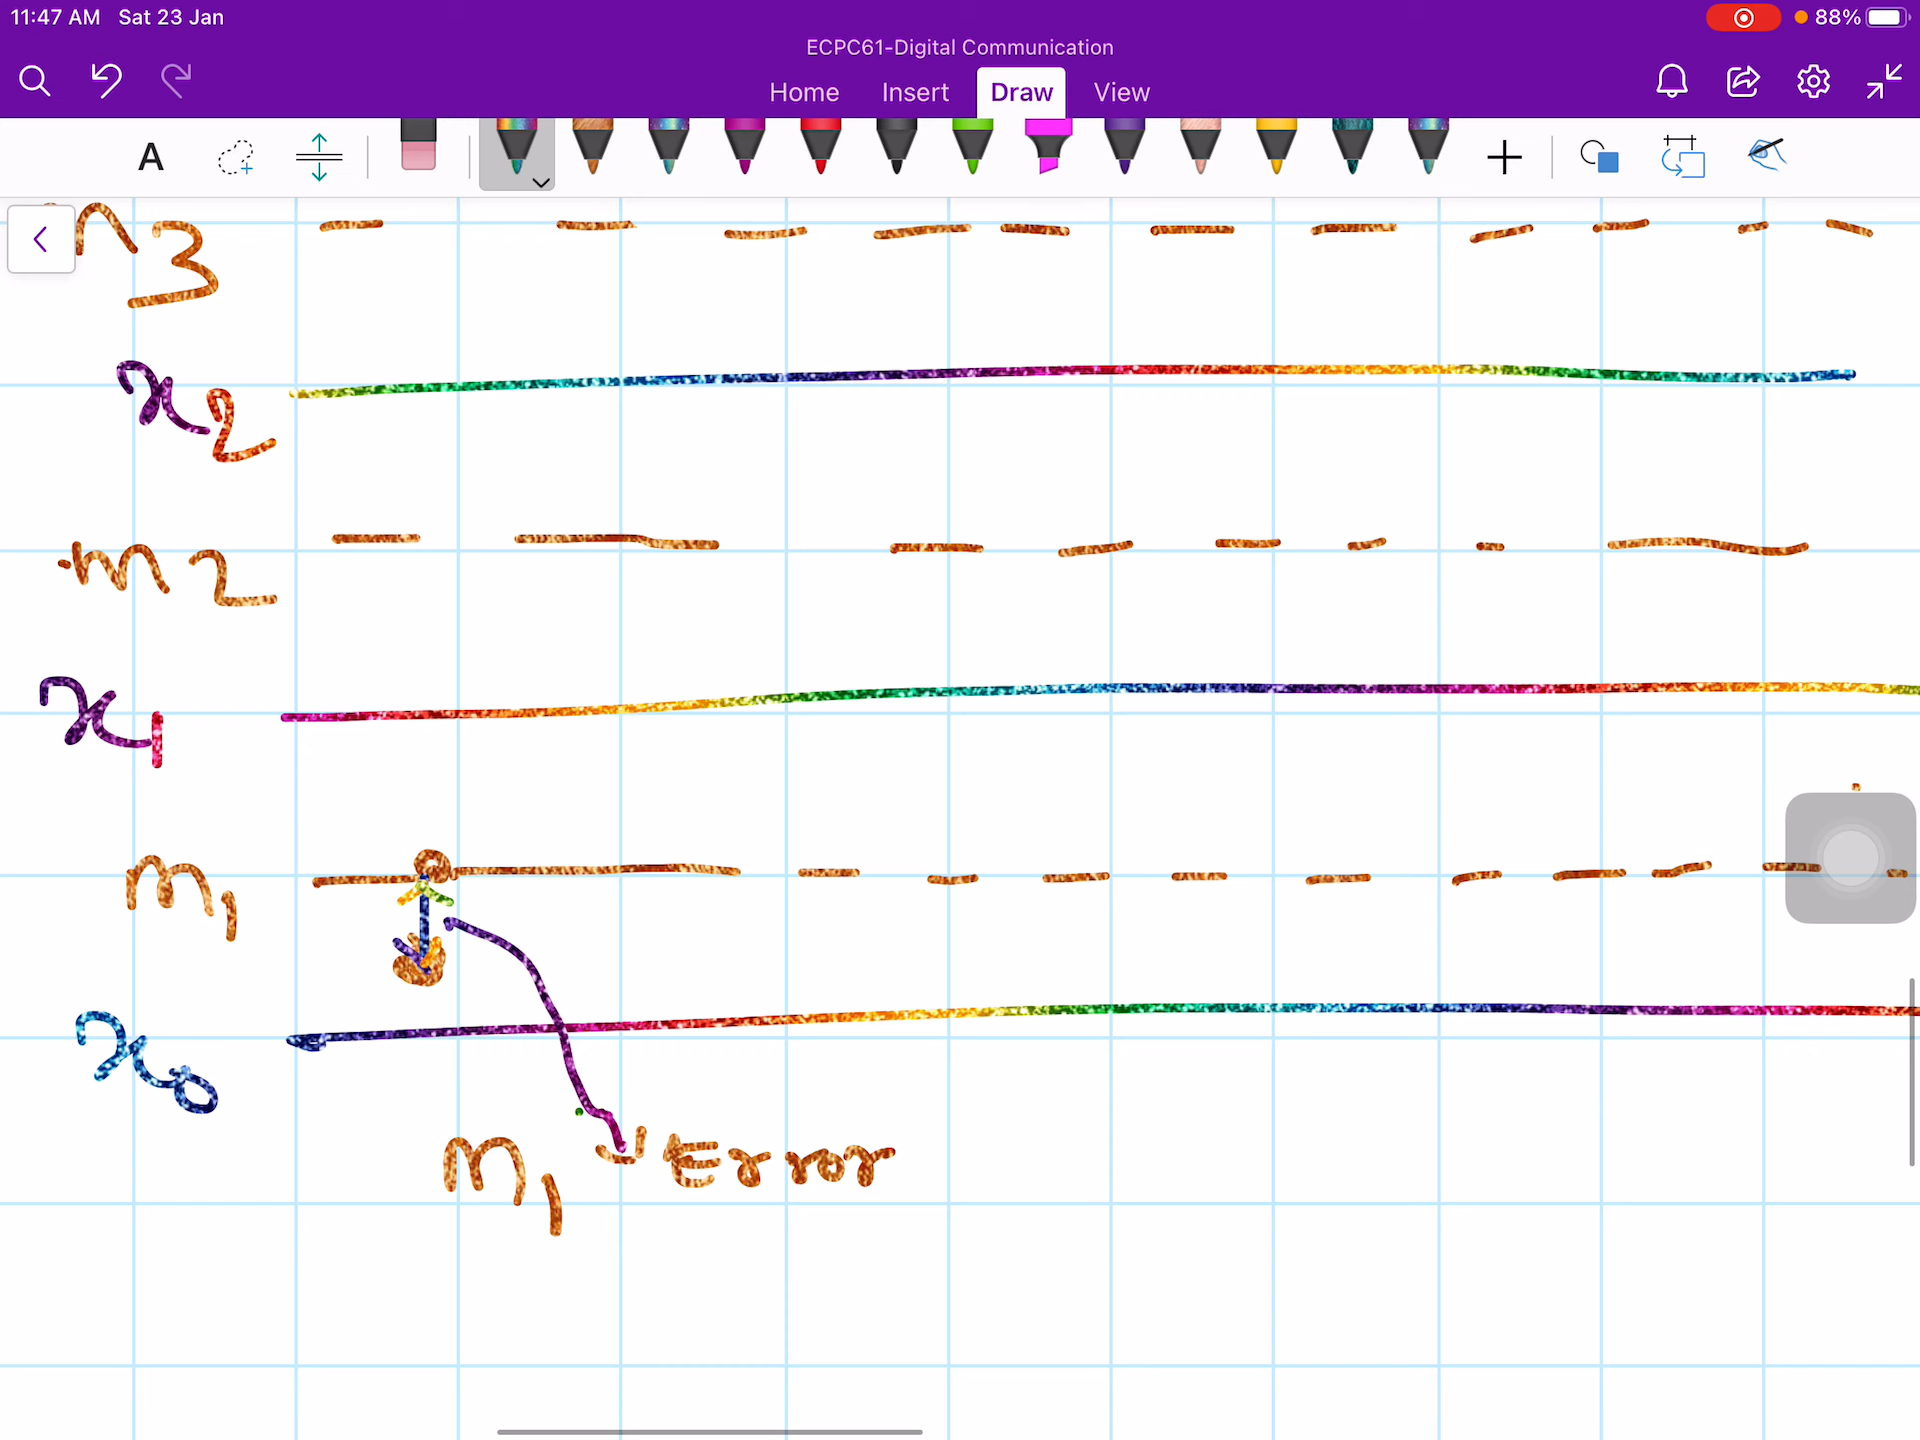 11:47 AM Sat 23 Jan 88%
ECPC61-Digital Communication
Home Insert Draw View
A
m3
x2
m2
x1
m1
x0
m1 Error